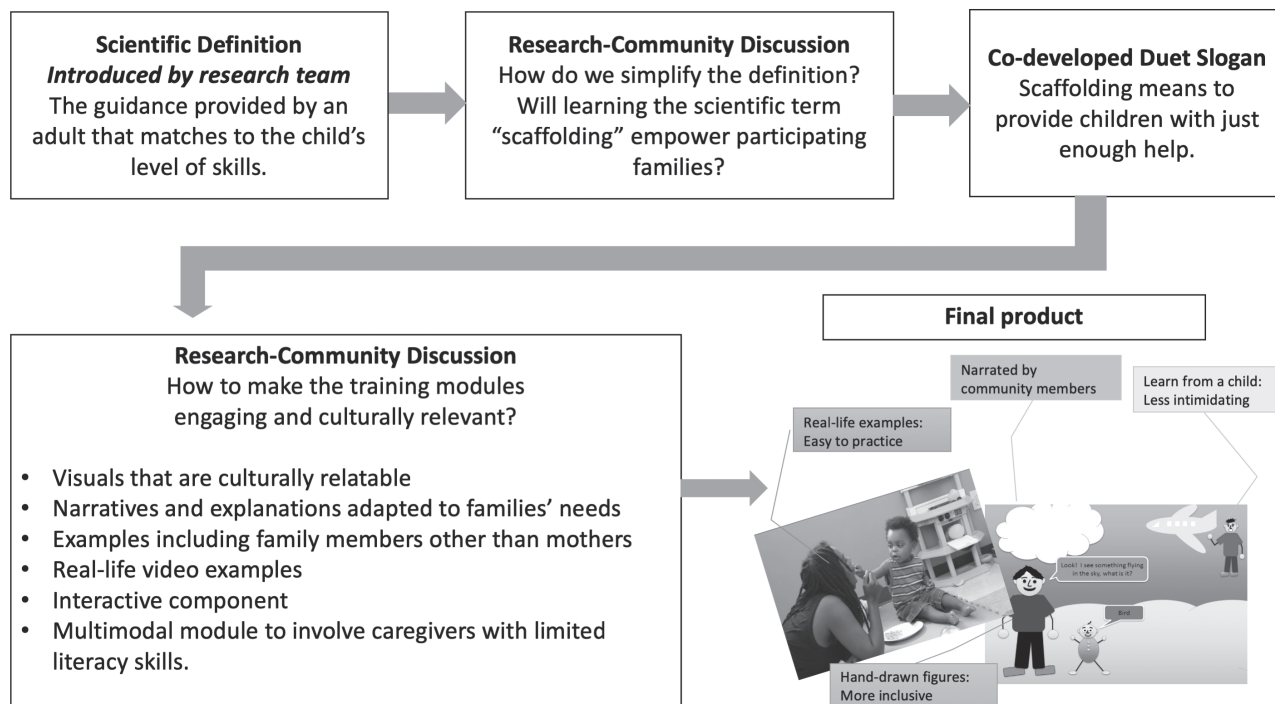 Scientific Definition
Introduced by research team
The guidance provided by an
adult that matches to the child's
level of skills.
Research-Community Discussion
How do we simplify the definition?
Will learning the scientific term
“scaffolding” empower participating
families?
Co-developed Duet Slogan
Scaffolding means to
provide children with just
enough help.
Research-Community Discussion
How to make the training modules
engaging and culturally relevant?
• Visuals that are culturally relatable
• Narratives and explanations adapted to families' needs
• Examples including family members other than mothers
• Real-life video examples
• Interactive component
• Multimodal module to involve caregivers with limited
literacy skills.
Final product
Real-life examples:
Easy to practice
Narrated by
community members
Learn from a child:
Less intimidating
Look! I see something flying
in the sky, what is it?
Bird
Hand-drawn figures:
More inclusive